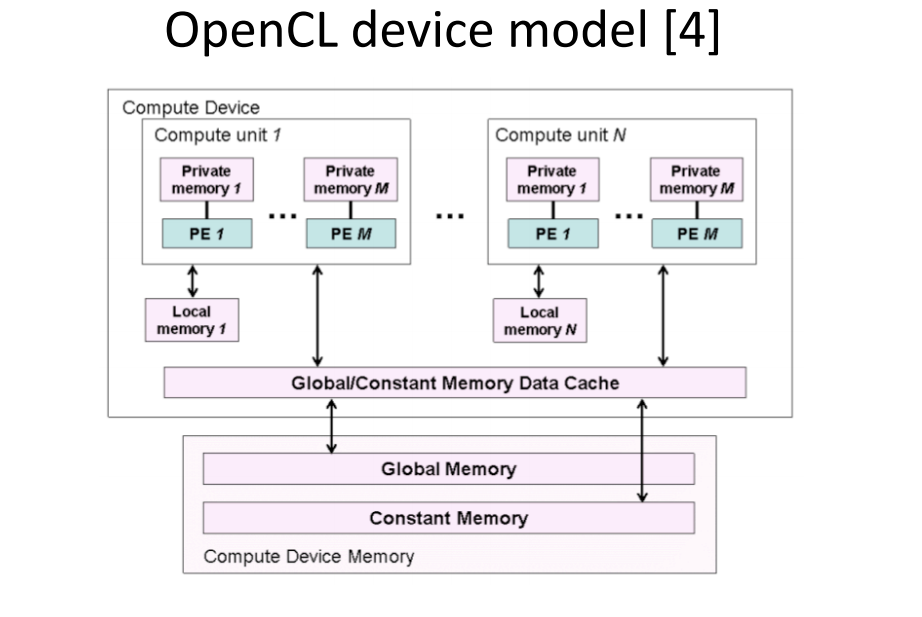 OpenCL device model [4]
Compute Device
Compute unit 1
Compute unit N
Private
memory 1
Private
memory M
Private
memory 1
Private
memory M
PE 1
...
PE M
...
PE 1
...
PE M
Local
memory 1
Local
memory N
Global/Constant Memory Data Cache
Global Memory
Constant Memory
Compute Device Memory